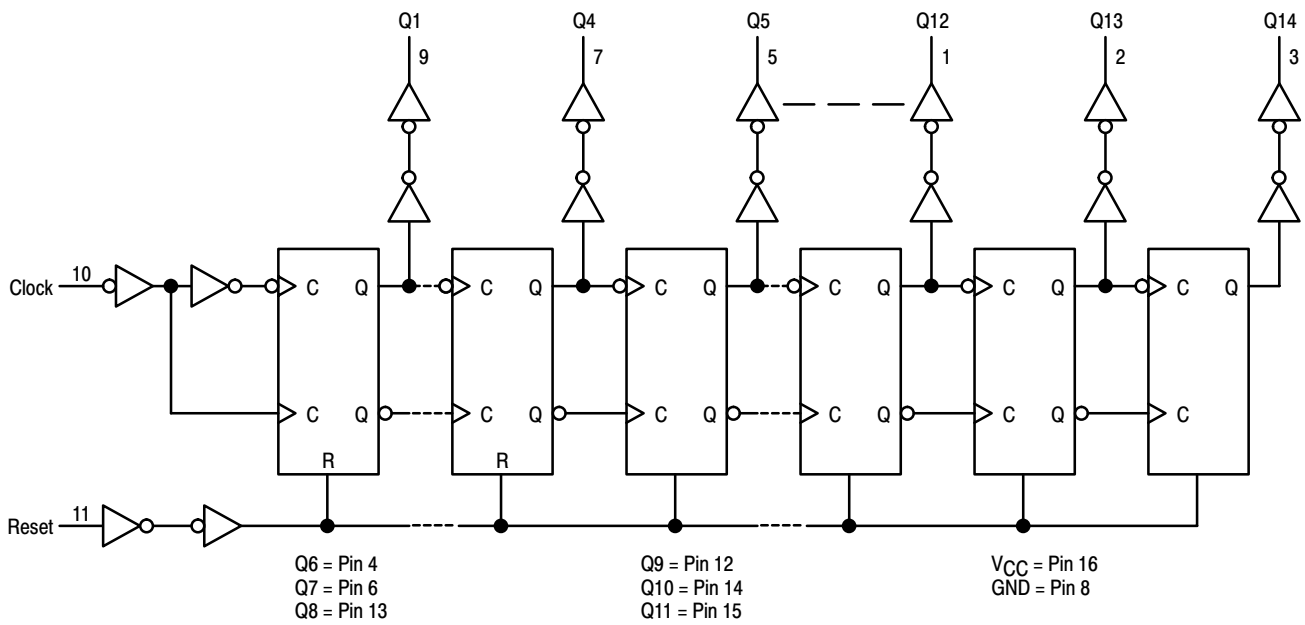 Q1 Q4 Q5 Q12 Q13 Q14
9 7 5 1 2 3
Clock 10 C Q C Q C Q C Q C Q C Q
C Q C Q C Q C Q C Q C
R R
Reset 11
Q6 = Pin 4
Q7 = Pin 6
Q8 = Pin 13
Q9 = Pin 12
Q10 = Pin 14
Q11 = Pin 15
VCC = Pin 16
GND = Pin 8